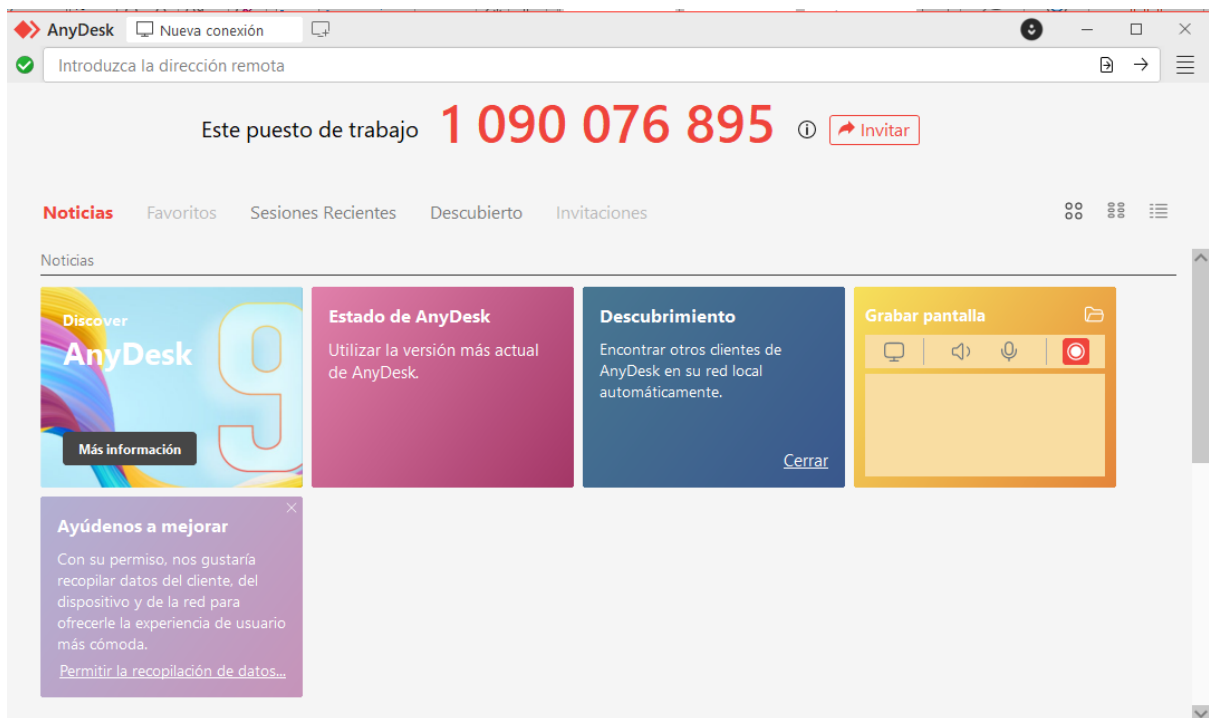 AnyDesk Nueva conexión
Introduzca la dirección remota
Este puesto de trabajo 1 090 076 895 Invitar
Noticias Favoritos Sesiones Recientes Descubierto Invitaciones
Noticias
Discover
AnyDesk
9
Más información
Estado de AnyDesk
Utilizar la versión más actual
de AnyDesk.
Descubrimiento
Encontrar otros clientes de
AnyDesk en su red local
automáticamente.
Cerrar
Grabar pantalla
Ayúdenos a mejorar
Con su permiso, nos gustaría
recopilar datos del cliente, del
dispositivo y de la red para
ofrecerle la experiencia de usuario
más cómoda.
Permitir la recopilación de datos...